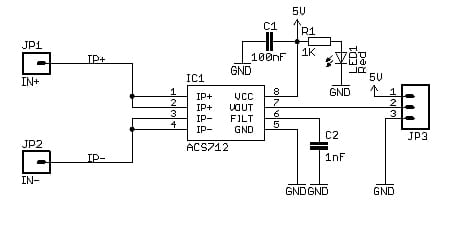 5V
C1
R1
JP1
IP+
100nF
1K
LED1
Red
GND
IN+
IC1
GND
5V
1 IP+ VCC 8
2 IP+ VOUT 7
3 IP- FILT 6
4 IP- GND 5
1
2
3
JP2
IP-
ACS712
C2
JP3
1nF
IN-
GND
GND
GND